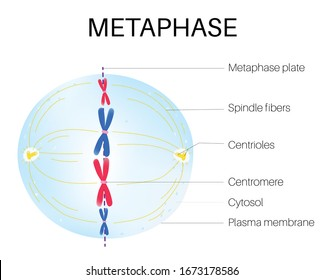 METAPHASE
Metaphase plate
Spindle fibers
Centrioles
Centromere
Cytosol
Plasma membrane
shutterstock.com · 1673178586